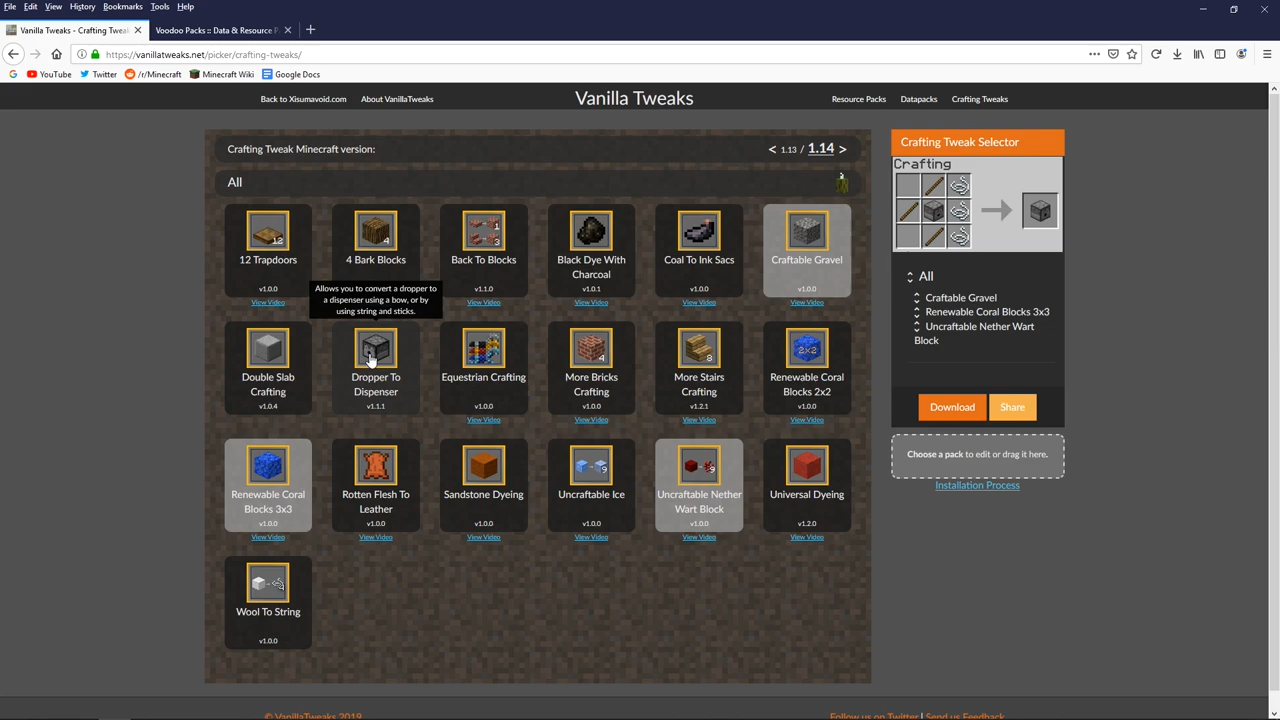 File Edit View History Bookmarks Tools Help
Vanilla Tweaks - Crafting Tweak
Voodoo Packs :: Data & Resource P
https://vanillatweaks.net/picker/crafting-tweaks/
YouTube Twitter /r/Minecraft Minecraft Wiki Google Docs
Back to Xisumavoid.com About VanillaTweaks Vanilla Tweaks Resource Packs Datapacks Crafting Tweaks
Crafting Tweak Minecraft version: < 1.13 / 1.14 >
All
12 Trapdoors
v1.0.0
View Video
4 Bark Blocks
Back To Blocks
v1.1.0
View Video
Black Dye With
Charcoal
v1.0.1
View Video
Coal To Ink Sacs
v1.0.0
View Video
Craftable Gravel
v1.0.0
View Video
Allows you to convert a dropper to
a dispenser using a bow, or by
using string and sticks.
Double Slab
Crafting
v1.0.4
View Video
Dropper To
Dispenser
v1.1.1
View Video
Equestrian Crafting
v1.0.0
More Bricks
Crafting
v1.0.0
View Video
More Stairs
Crafting
v1.2.1
View Video
2x2
Renewable Coral
Blocks 2x2
v1.0.0
View Video
Renewable Coral
Blocks 3x3
v1.0.0
View Video
Rotten Flesh To
Leather
v1.0.0
View Video
Sandstone Dyeing
v1.0.0
View Video
Uncraftable Ice
v1.0.0
View Video
Uncraftable Nether
Wart Block
v1.0.0
View Video
Universal Dyeing
v1.2.0
View Video
Wool To String
v1.0.0
Crafting Tweak Selector
Crafting
All
Craftable Gravel
Renewable Coral Blocks 3x3
Uncraftable Nether Wart
Block
Download Share
Choose a pack to edit or drag it here.
Installation Process
© VanillaTweaks 2019
Follow us on Twitter | Send us Feedback